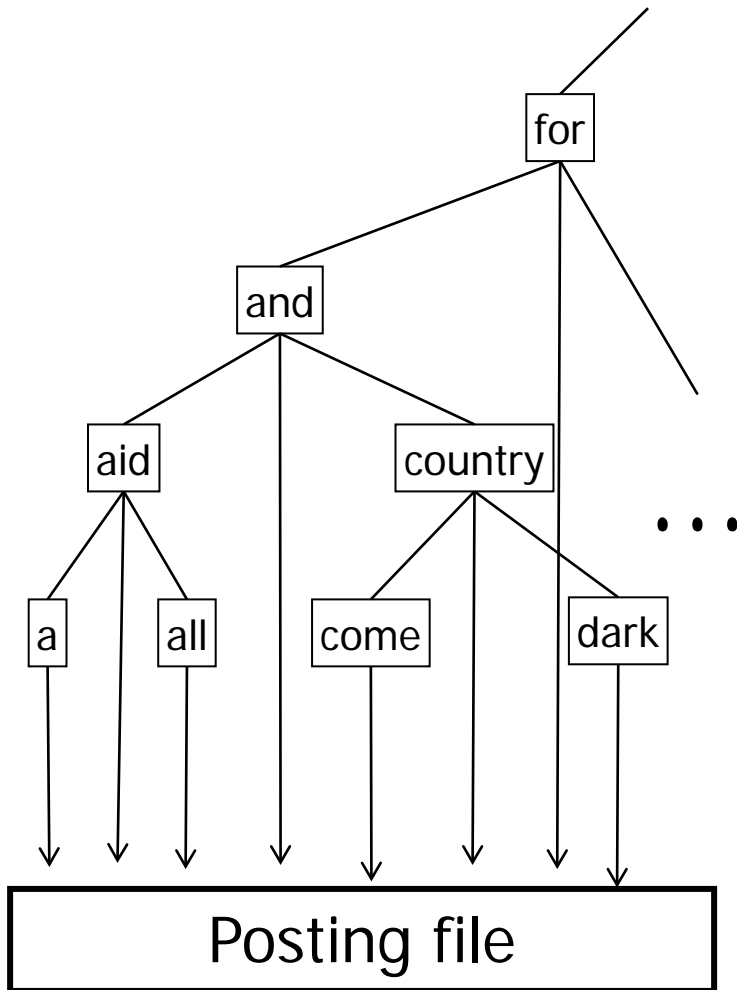 for
and
aid
country
a
all
come
dark
. . .
Posting file